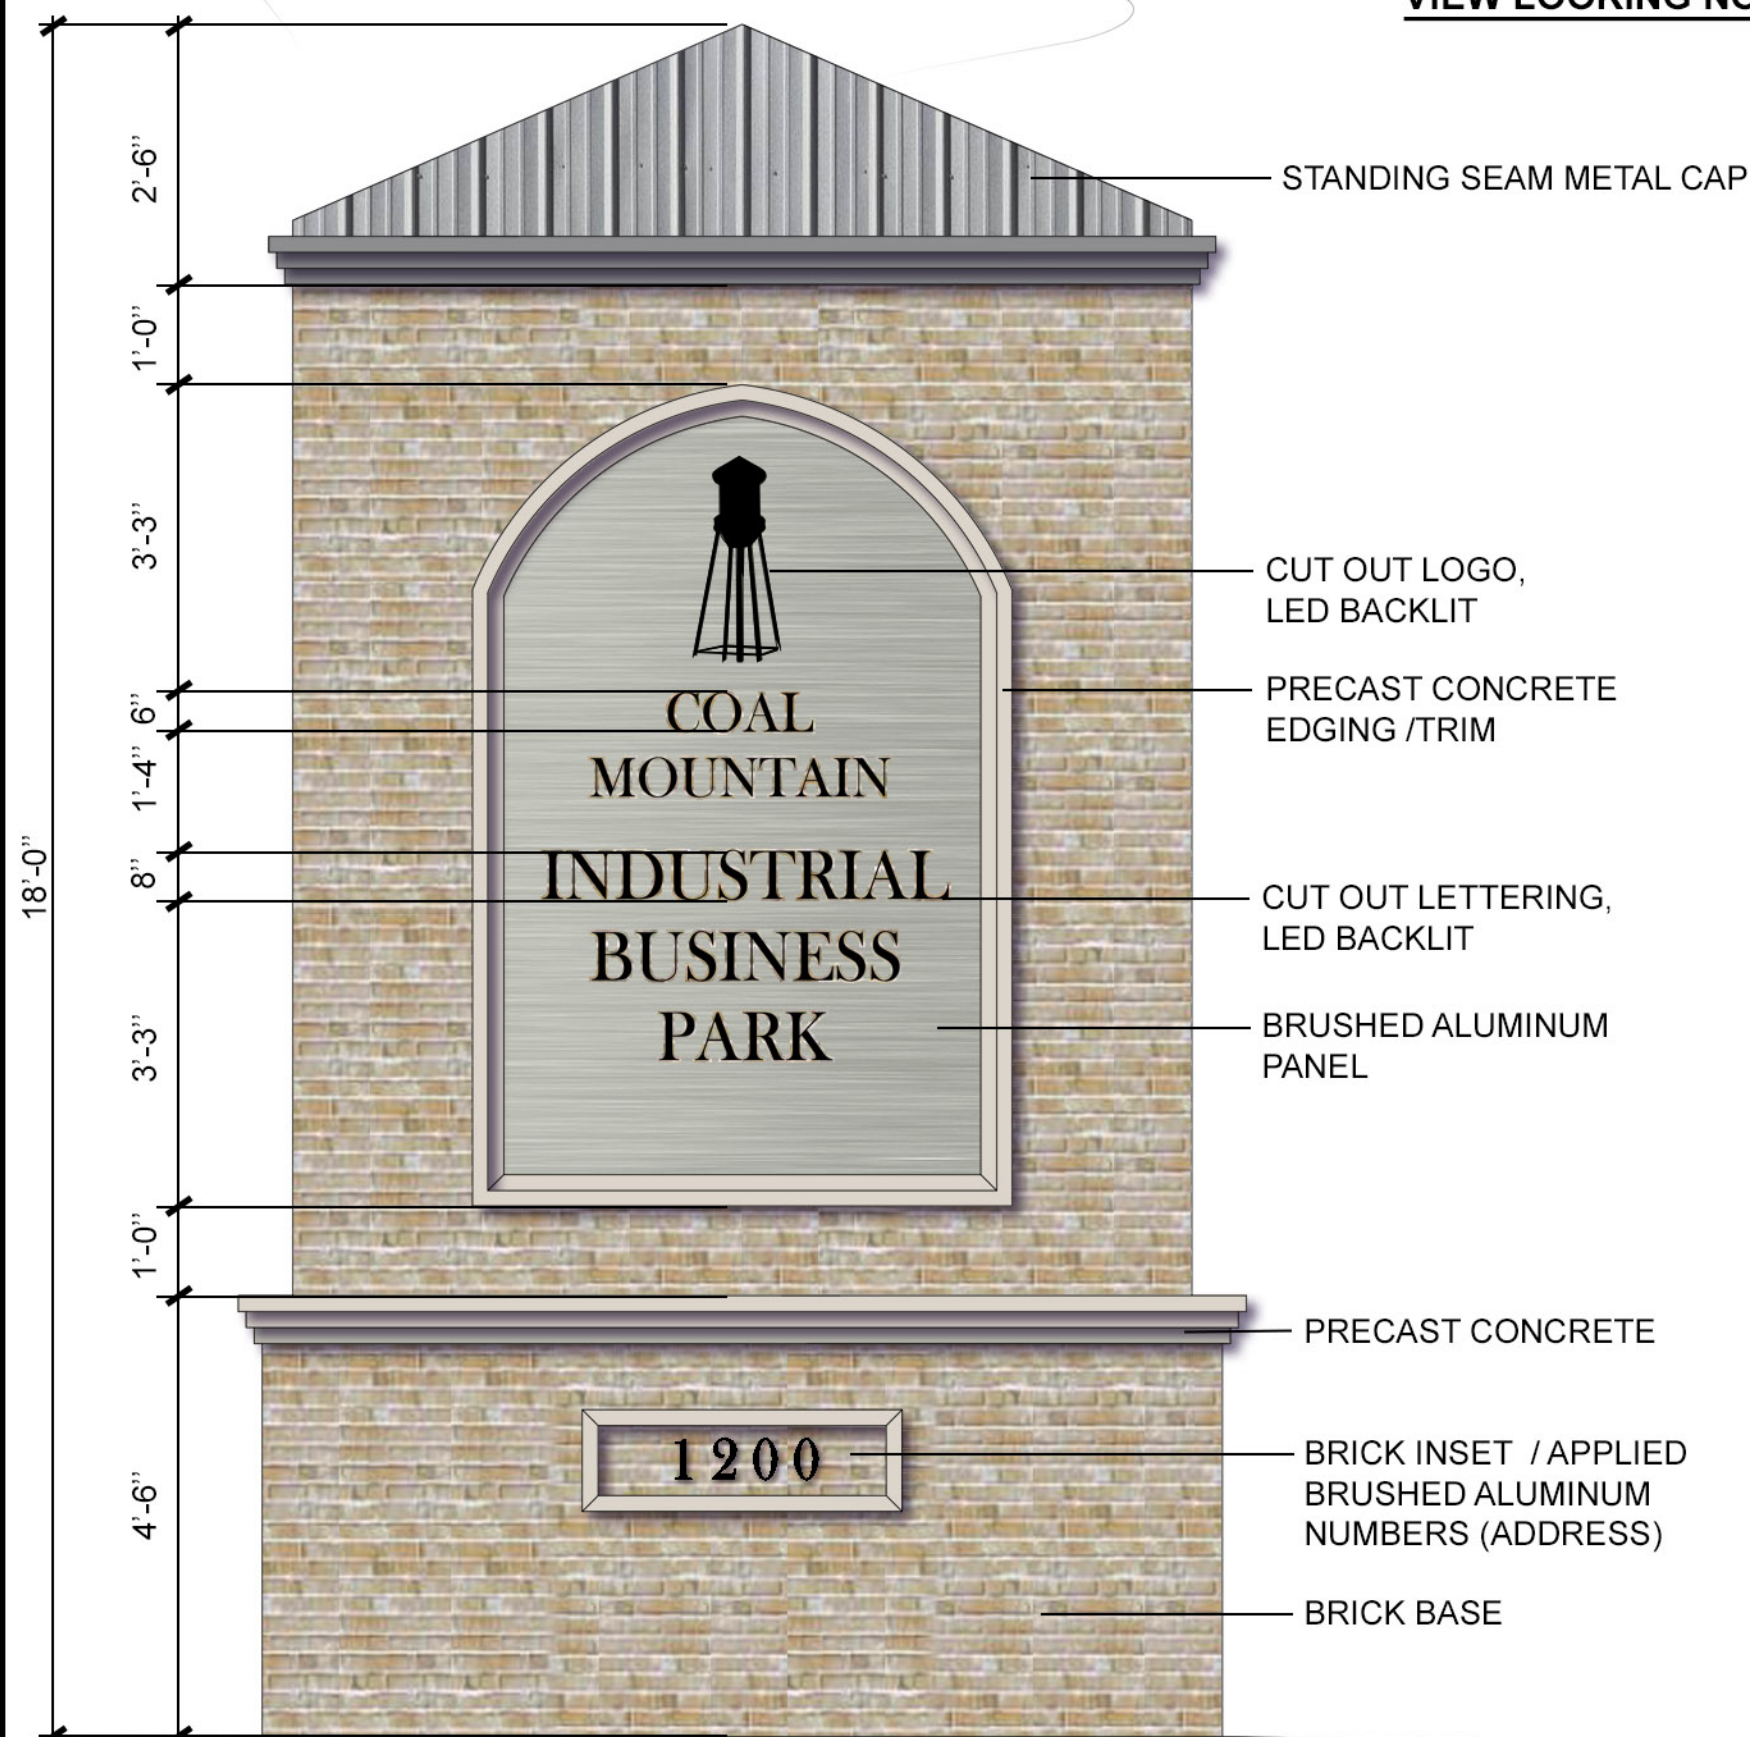 VIEW LOOKING
2'-6"
STANDING SEAM METAL CAP
1'-0"
3'-3"
CUT OUT LOGO,
LED BACKLIT
PRECAST CONCRETE
EDGING /TRIM
6"
COAL
1'-4"
MOUNTAIN
18'-0"
8"
INDUSTRIAL
CUT OUT LETTERING,
LED BACKLIT
BUSINESS
PARK
3'-3"
BRUSHED ALUMINUM
PANEL
1'-0"
PRECAST CONCRETE
1200
4'-6"
BRICK INSET / APPLIED
BRUSHED ALUMINUM
NUMBERS (ADDRESS)
BRICK BASE